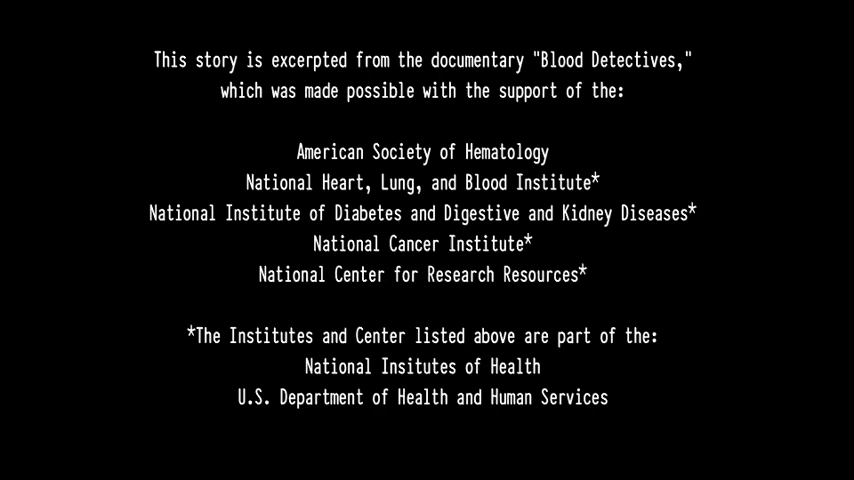 This story is excerpted from the documentary "Blood Detectives,"
which was made possible with the support of the:
American Society of Hematology
National Heart, Lung, and Blood Institute*
National Institute of Diabetes and Digestive and Kidney Diseases*
National Cancer Institute*
National Center for Research Resources*
*The Institutes and Center listed above are part of the:
National Insitutes of Health
U.S. Department of Health and Human Services